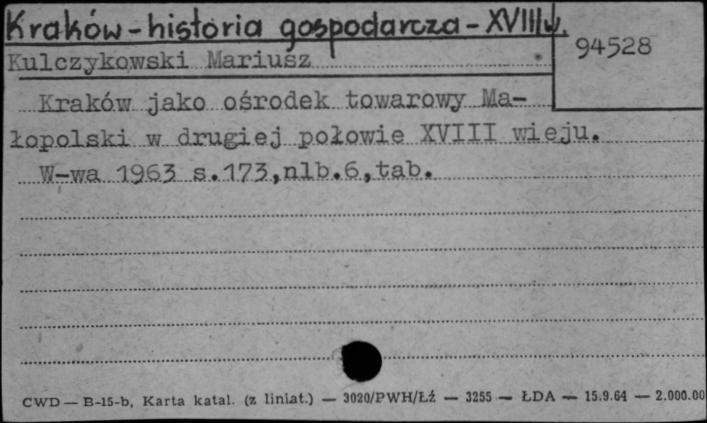 Kraków - historia gospodarcza - XVIII w.
94528
Kulczykowski Mariusz
Kraków jako ośrodek towarowy Ma-
łopolski w drugiej połowie XVIII wieju.
W-wa 1963 s.173,nlb.6,tab.
CWD — B-15-b, Karta katal. (z liniat.) — 3020/PWH/Łż — 3255 — ŁDA — 15.9.64 — 2.000.00